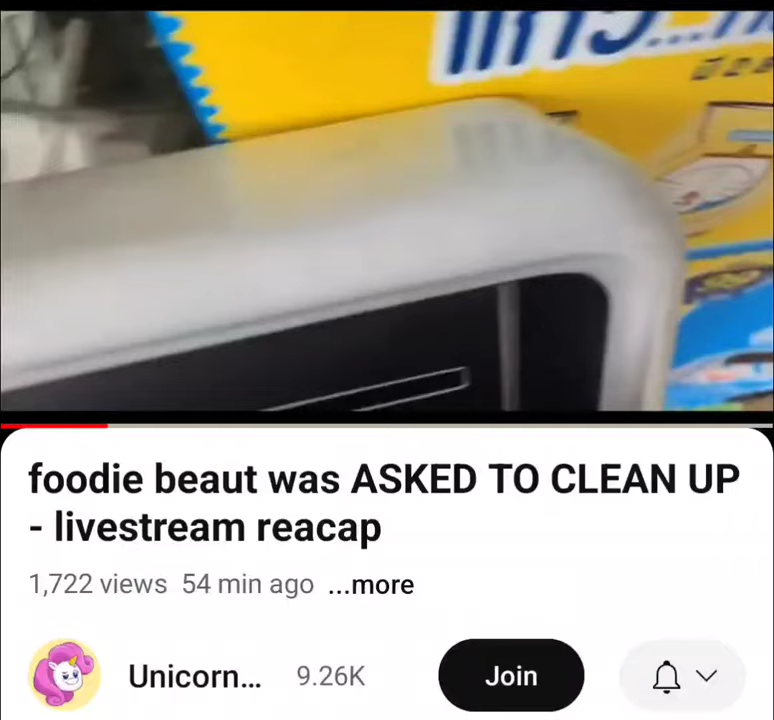 foodie beaut was ASKED TO CLEAN UP
- livestream reacap
1,722 views 54 min ago ...more
Unicorn... 9.26K Join